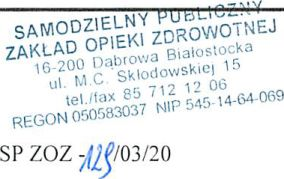 SAMODZIELNY PUBLICZNY
ZAKŁAD OPIEKI ZDROWOTNEJ
16-200 Dąbrowa Białostocka
ul. M.C. Skłodowskiej 15
tel./fax 85 712 12 06
REGON 050583037 NIP 545-14-64-069
SP ZOZ -129/03/20